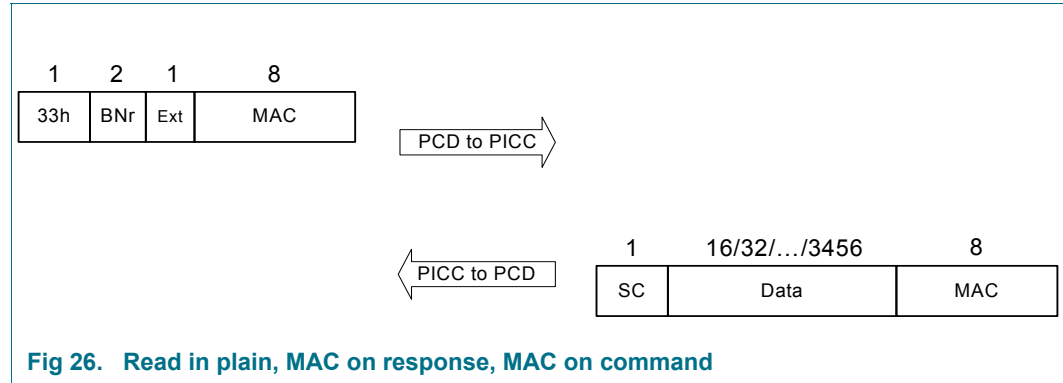 1 2 1 8
33h BNr Ext MAC
PCD to PICC
1 16/32/…/3456 8
PICC to PCD
SC Data MAC
Fig 26. Read in plain, MAC on response, MAC on command